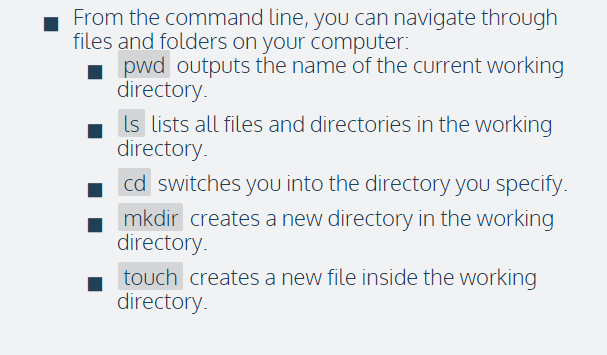 From the command line, you can navigate through
files and folders on your computer:
pwd outputs the name of the current working
directory.
ls lists all files and directories in the working
directory.
cd switches you into the directory you specify.
mkdir creates a new directory in the working
directory.
touch creates a new file inside the working
directory.